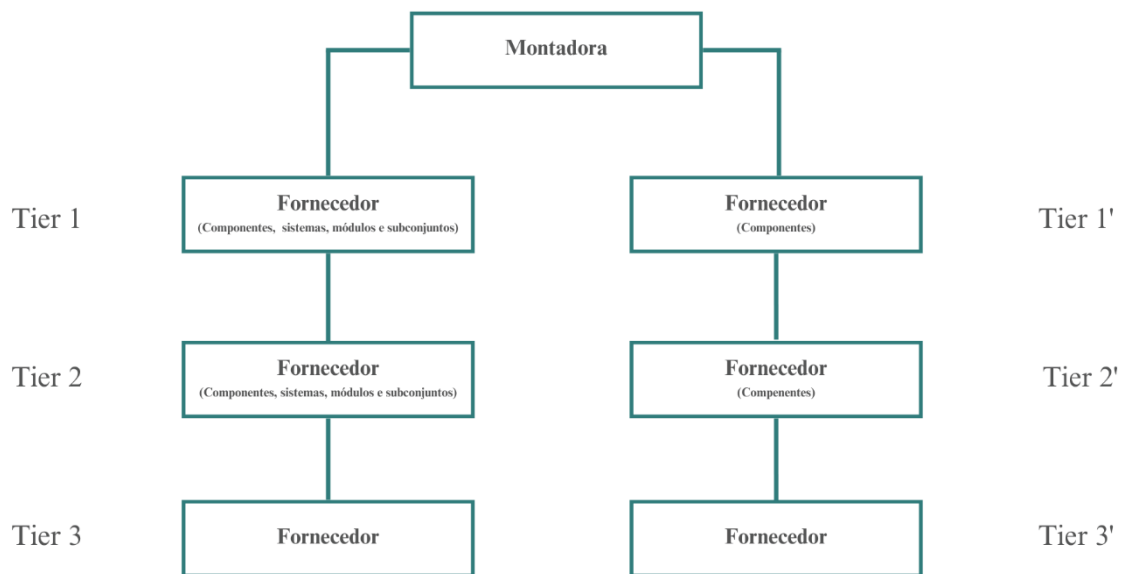 Montadora
Tier 1
Fornecedor
(Componentes, sistemas, módulos e subconjuntos)
Fornecedor
(Componentes)
Tier 1'
Tier 2
Fornecedor
(Componentes, sistemas, módulos e subconjuntos)
Fornecedor
(Compenentes)
Tier 2'
Tier 3
Fornecedor
Fornecedor
Tier 3'